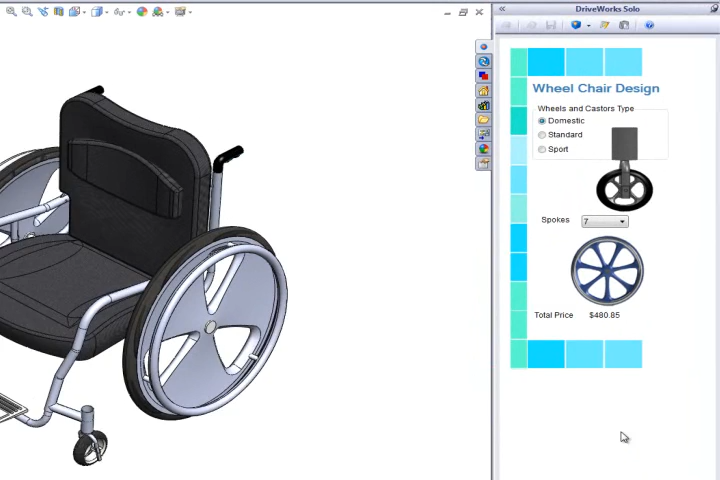 DriveWorks Solo
Wheel Chair Design
Wheels and Castors Type
Domestic
Standard
Sport
Spokes 7
Total Price $480.85